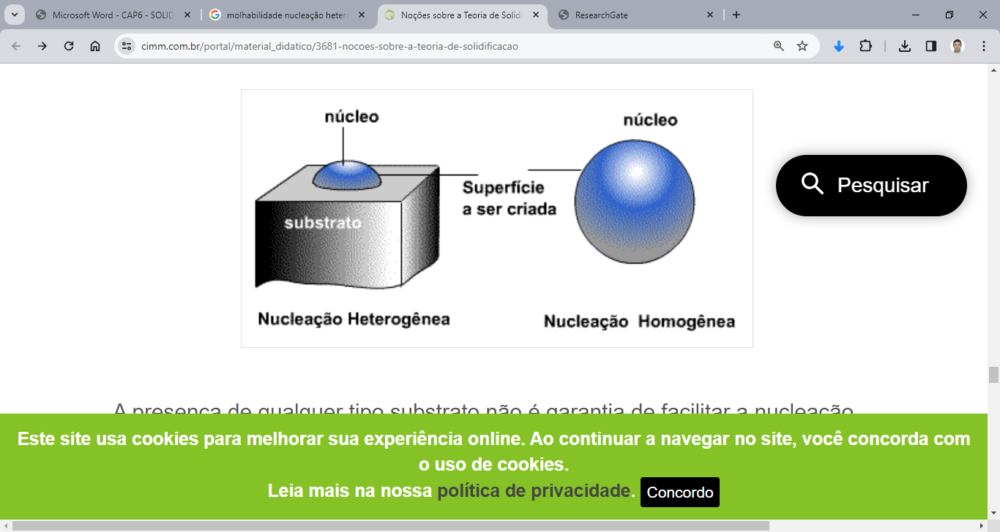 Microsoft Word - CAP6 - SOLID
molhabilidade nucleação hetero
Noções sobre a Teoria de Solidi
ResearchGate
cimm.com.br/portal/material_didatico/3681-nocoes-sobre-a-teoria-de-solidificacao
núcleo
núcleo
Superfície
a ser criada
substrato
Nucleação Heterogênea
Nucleação Homogênea
Pesquisar
A presença de qualquer tipo substrato não é garantia de facilitar a nucleação
Este site usa cookies para melhorar sua experiência online. Ao continuar a navegar no site, você concorda com
o uso de cookies.
Leia mais na nossa política de privacidade. Concordo